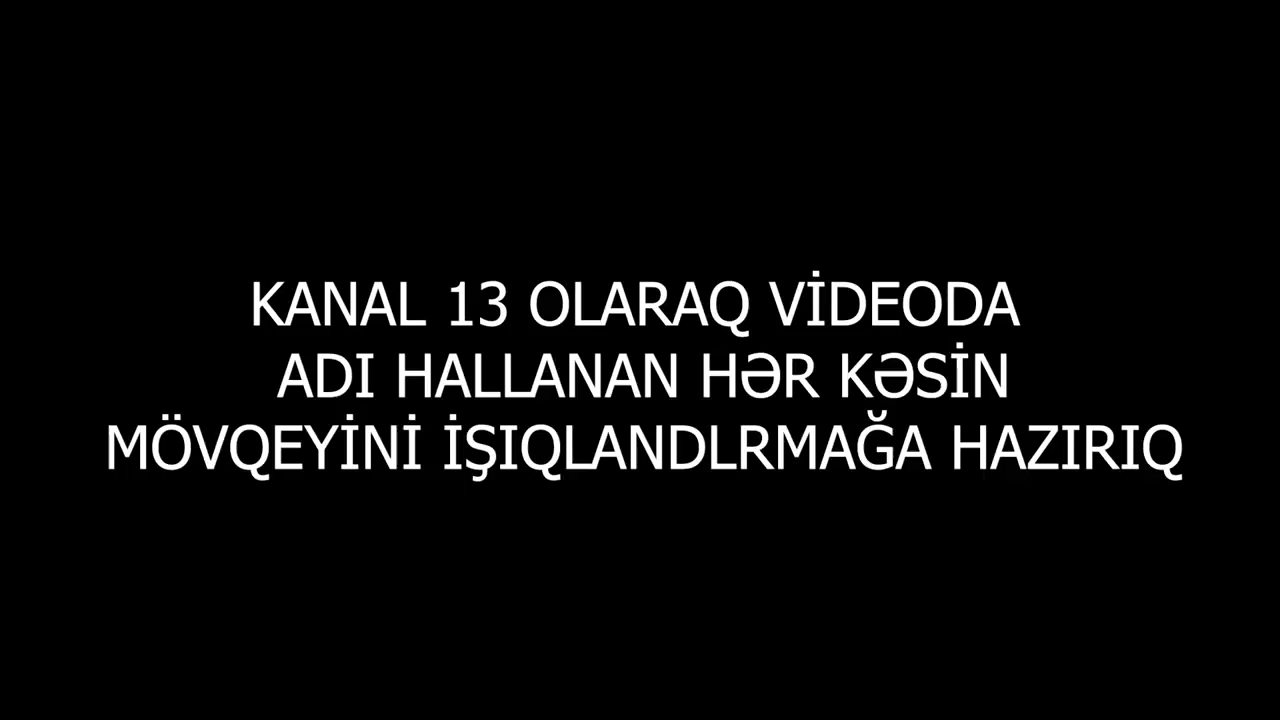 KANAL 13 OLARAQ VİDEODA
ADI HALLANAN HƏR KƏSİN
MÖVQEYİNİ İŞIQLANDLRMAĞA HAZIRIQ